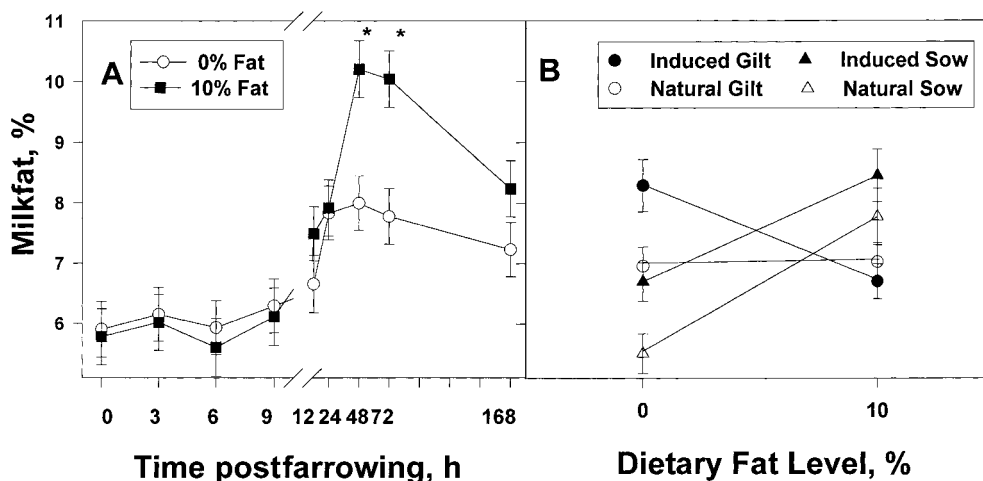 11
10
9
8
7
6
Milkfat, %
A
0% Fat
10% Fat
* *
0 3 6 9 12 24 48 72 168
Time postfarrowing, h
B
Induced Gilt
Natural Gilt
Induced Sow
Natural Sow
0 10
Dietary Fat Level, %